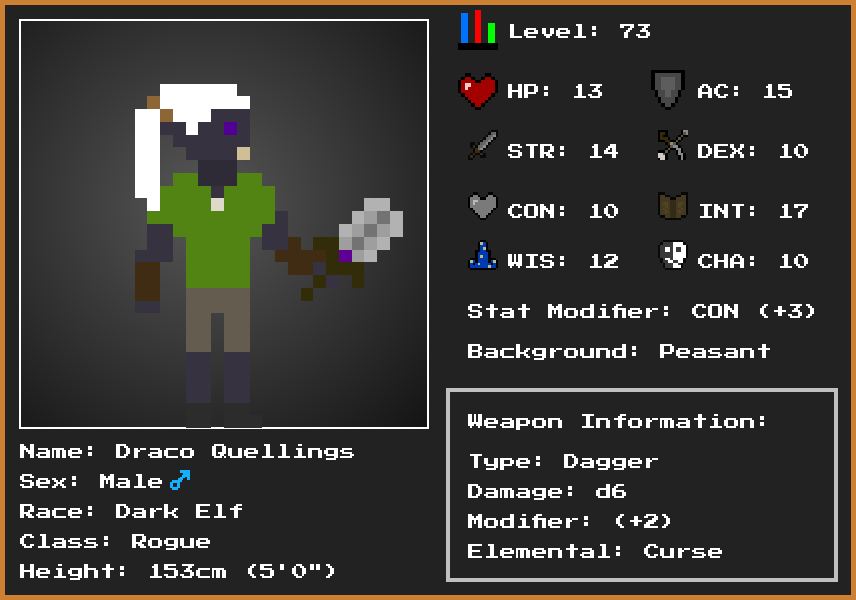 Level: 73
HP: 13
AC: 15
STR: 14
DEX: 10
CON: 10
INT: 17
WIS: 12
CHA: 10
Stat Modifier: CON (+3)
Background: Peasant
Weapon Information:
Type: Dagger
Damage: d6
Modifier: (+2)
Elemental: Curse
Name: Draco Quellings
Sex: Male♂
Race: Dark Elf
Class: Rogue
Height: 153cm (5'0")